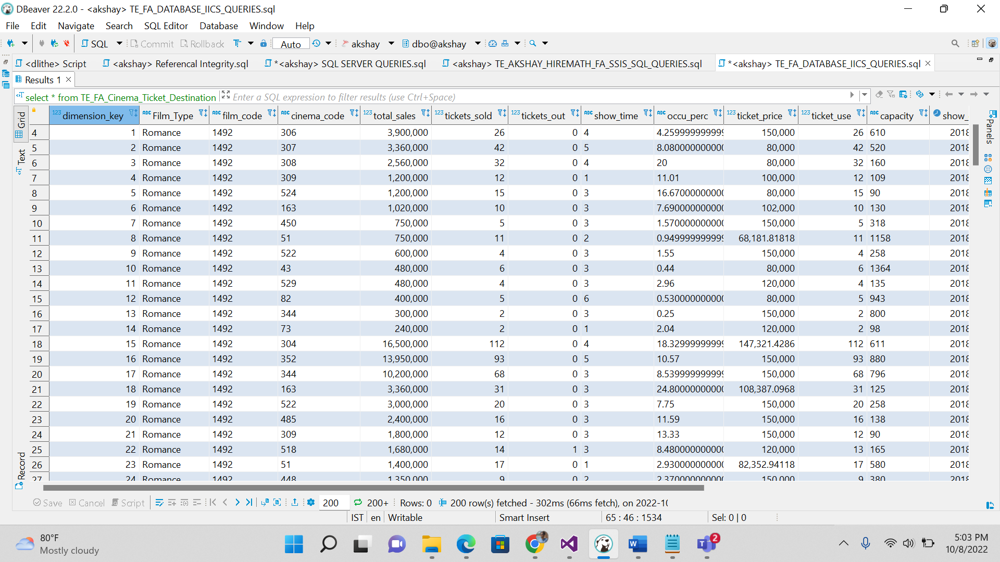 DBeaver 22.2.0 - <akshay> TE_FA_DATABASE_IICS_QUERIES.sql
File Edit Navigate Search SQL Editor Database Window Help
SQL Commit Rollback Auto akshay dbo@akshay
<dlithe> Script <akshay> Referencal Integrity.sql *<akshay> SQL SERVER QUERIES.sql <akshay> TE_AKSHAY_HIREMATH_FA_SSIS_SQL_QUERIES.sql *<akshay> TE_FA_DATABASE_IICS_QUERIES.sql
Results 1
select * from TE_FA_Cinema_Ticket_Destination Enter a SQL expression to filter results (use Ctrl+Space)
Grid
Text
Record
Panels
123 dimension_key ABC Film_Type ABC film_code ABC cinema_code 123 total_sales 123 tickets_sold 123 tickets_out ABC show_time ABC occu_perc 123 ticket_price 123 ticket_use ABC capacity show_
4 1 Romance 1492 306 3,900,000 26 0 4 4.259999999999 150,000 26 610 2018
5 2 Romance 1492 307 3,360,000 42 0 5 8.080000000000 80,000 42 520 2018
6 3 Romance 1492 308 2,560,000 32 0 4 20 80,000 32 160 2018
7 4 Romance 1492 309 1,200,000 12 0 1 11.01 100,000 12 109 2018
8 5 Romance 1492 524 1,200,000 15 0 3 16.67000000000 80,000 15 90 2018
9 6 Romance 1492 163 1,020,000 10 0 3 7.690000000000 102,000 10 130 2018
10 7 Romance 1492 450 750,000 5 0 3 1.570000000000 150,000 5 318 2018
11 8 Romance 1492 51 750,000 11 0 2 0.949999999999 68,181.81818 11 1158 2018
12 9 Romance 1492 522 600,000 4 0 3 1.55 150,000 4 258 2018
13 10 Romance 1492 43 480,000 6 0 3 0.44 80,000 6 1364 2018
14 11 Romance 1492 529 480,000 4 0 3 2.96 120,000 4 135 2018
15 12 Romance 1492 82 400,000 5 0 6 0.530000000000 80,000 5 943 2018
16 13 Romance 1492 344 300,000 2 0 3 0.25 150,000 2 800 2018
17 14 Romance 1492 73 240,000 2 0 1 2.04 120,000 2 98 2018
18 15 Romance 1492 304 16,500,000 112 0 4 18.32999999999 147,321.4286 112 611 2018
19 16 Romance 1492 352 13,950,000 93 0 5 10.57 150,000 93 880 2018
20 17 Romance 1492 344 10,200,000 68 0 3 8.539999999999 150,000 68 796 2018
21 18 Romance 1492 163 3,360,000 31 0 3 24.80000000000 108,387.0968 31 125 2018
22 19 Romance 1492 522 3,000,000 20 0 3 7.75 150,000 20 258 2018
23 20 Romance 1492 485 2,400,000 16 0 3 11.59 150,000 16 138 2018
24 21 Romance 1492 309 1,800,000 12 0 3 13.33 150,000 12 90 2018
25 22 Romance 1492 518 1,680,000 14 1 3 8.480000000000 120,000 13 165 2018
26 23 Romance 1492 51 1,400,000 17 0 1 2.930000000000 82,352.94118 17 580 2018
27 24 Romance 1492 448 1,350,000 9 0 2 2.370000000000 150,000 9 380 2018
Save Cancel Script 200 200+ Rows: 0 200 row(s) fetched - 302ms (66ms fetch), on 2022-10
IST en Writable Smart Insert 65 : 46 : 1534 Sel: 0 | 0
80°F
Mostly cloudy
2
5:03 PM
10/8/2022